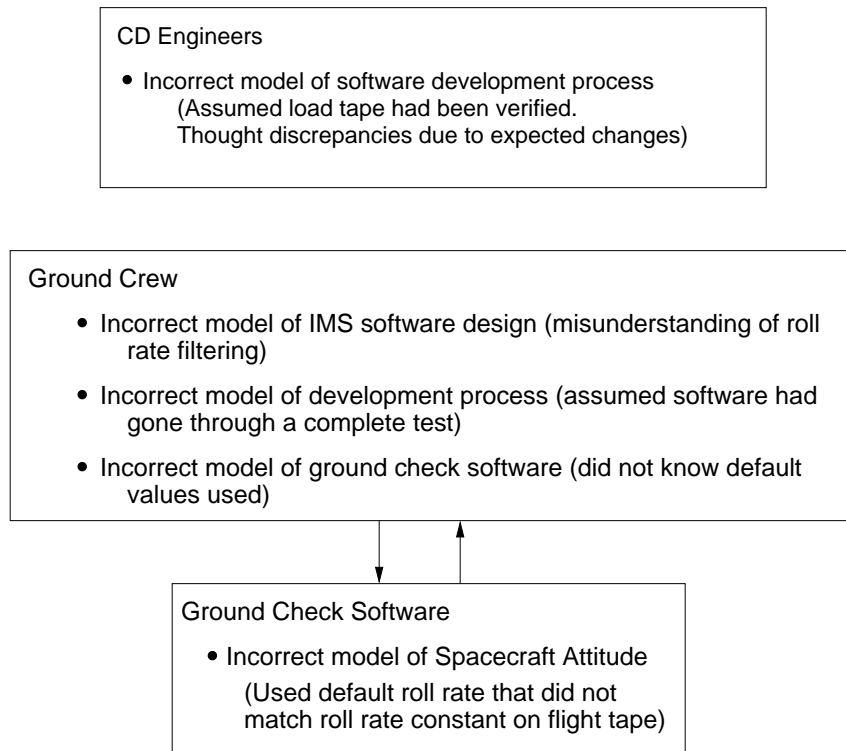 CD Engineers
• Incorrect model of software development process
(Assumed load tape had been verified.
Thought discrepancies due to expected changes)
Ground Crew
• Incorrect model of IMS software design (misunderstanding of roll
rate filtering)
• Incorrect model of development process (assumed software had
gone through a complete test)
• Incorrect model of ground check software (did not know default
values used)
Ground Check Software
• Incorrect model of Spacecraft Attitude
(Used default roll rate that did not
match roll rate constant on flight tape)